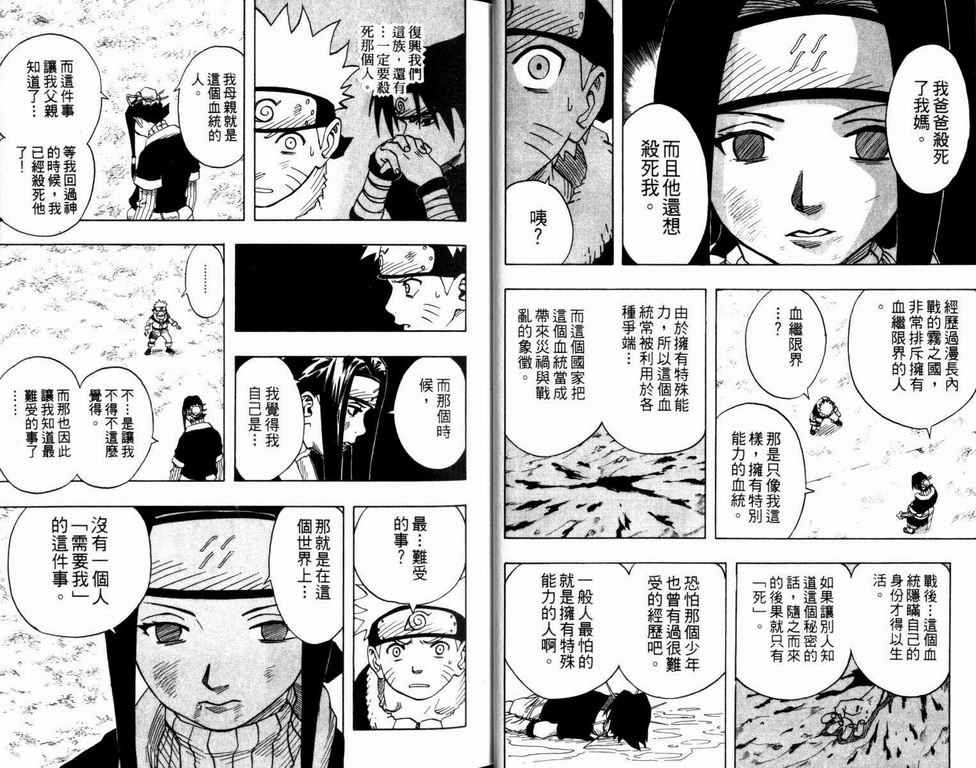 我爸爸殺死
了我媽。
而且他還想
殺死我。
咦?
經歷過漫長內
戰的霧之國,
非常排斥擁有
血繼限界的人
。
血繼限界
…?
那是只像我這
樣,擁有特別
能力的血統。
由於擁有特殊能
力,所以這個血
統常被利用於各
種爭端…
而這個國家把
這個血統當成
帶來災禍與戰
亂的象徵。
戰後…這個血
統隱瞞自己的
身份才得以生
活。
如果讓別人知
道這個秘密的
話,隨之而來
的後果就只有
「死」。
恐怕那個少年
也曾有過很難
受的經歷吧。
一般人最怕的
就是擁有特殊
能力的人啊。
復興我們
這族,還有
…一定要殺
死那個人。
我母親就是
這個血統的
人。
而這件事
讓我父親
知道了…
等我回過神
的時候,我
已經殺死他
了!
………
而那個時
候,
我覺得我
自己是…
不…是讓我
不得不這麼
覺得。
而那也因此
讓我知道最
難受的事了
…
最…難受
的事?
那就是在這
個世界上…
沒有一個人
「需要我」
的這件事。